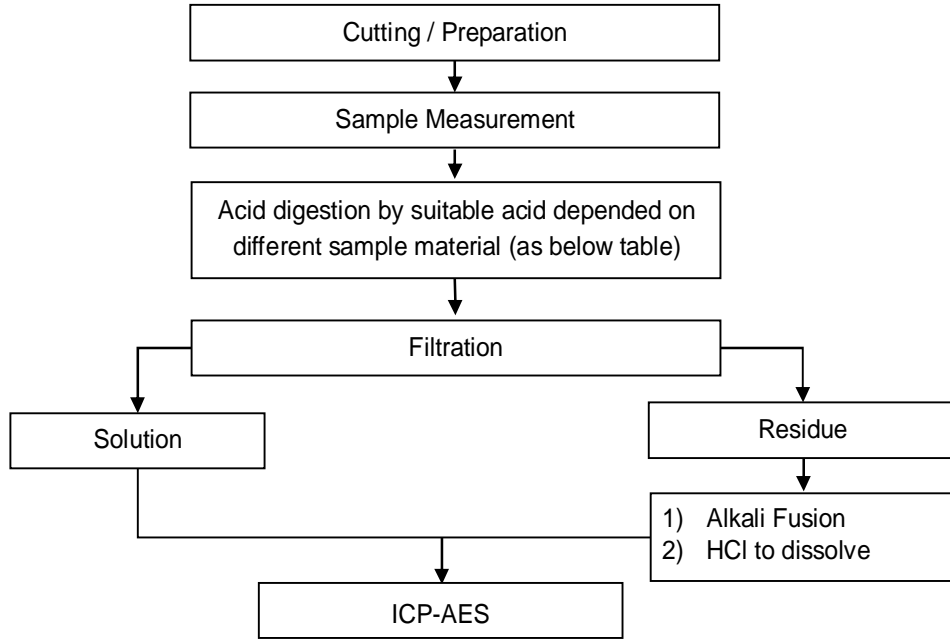 Cutting / Preparation
Sample Measurement
Acid digestion by suitable acid depended on
different sample material (as below table)
Filtration
Solution
Residue
1) Alkali Fusion
2) HCl to dissolve
ICP-AES